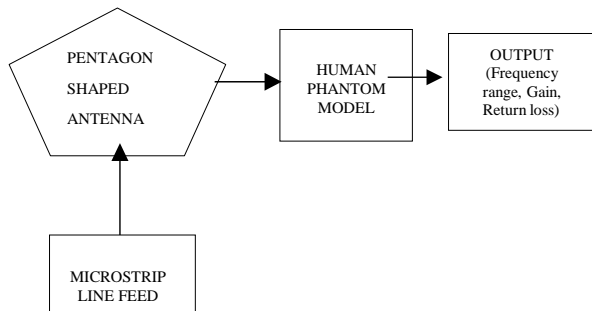 PENTAGON
SHAPED
ANTENNA
HUMAN
PHANTOM
MODEL
OUTPUT
(Frequency
range, Gain,
Return loss)
MICROSTRIP
LINE FEED